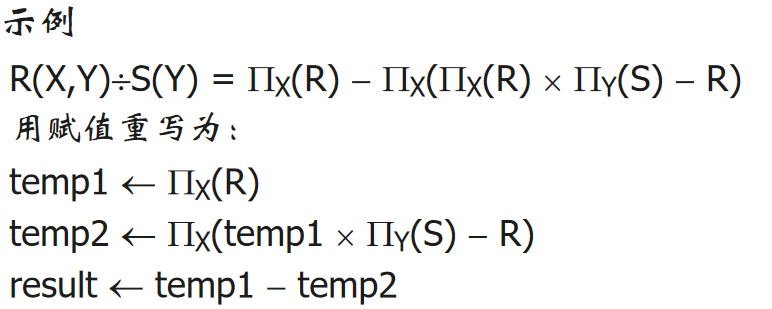 示例
R(X,Y)÷S(Y) = ΠX(R) − ΠX(ΠX(R) × ΠY(S) − R)
用赋值重写为：
temp1 ← ΠX(R)
temp2 ← ΠX(temp1 × ΠY(S) − R)
result ← temp1 − temp2